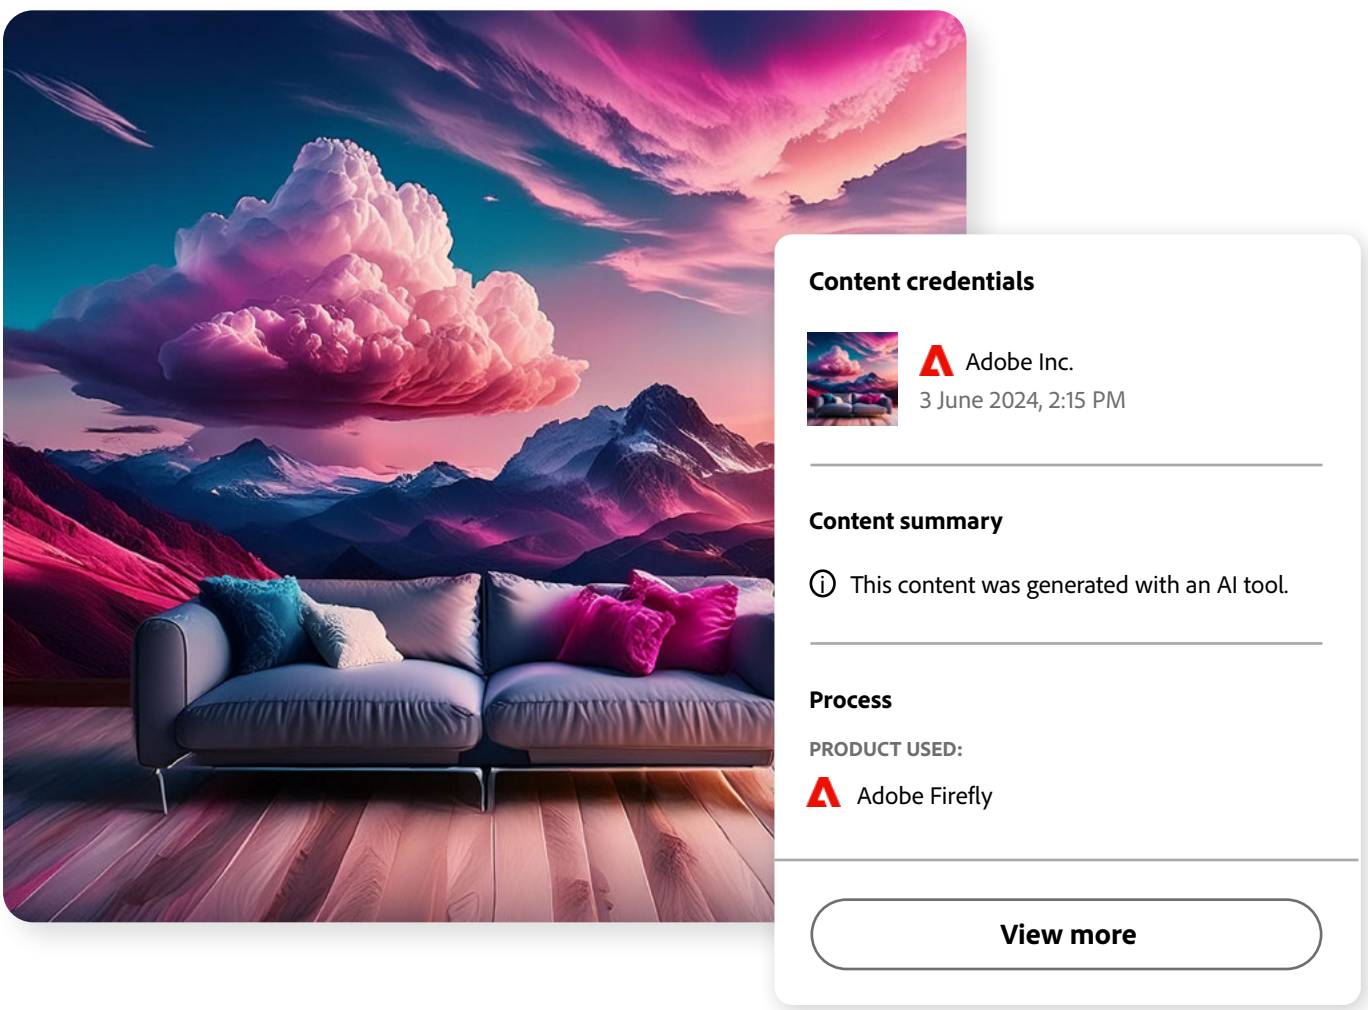 Content credentials
Adobe Inc.
3 June 2024, 2:15 PM
Content summary
This content was generated with an AI tool.
Process
PRODUCT USED:
Adobe Firefly
View more